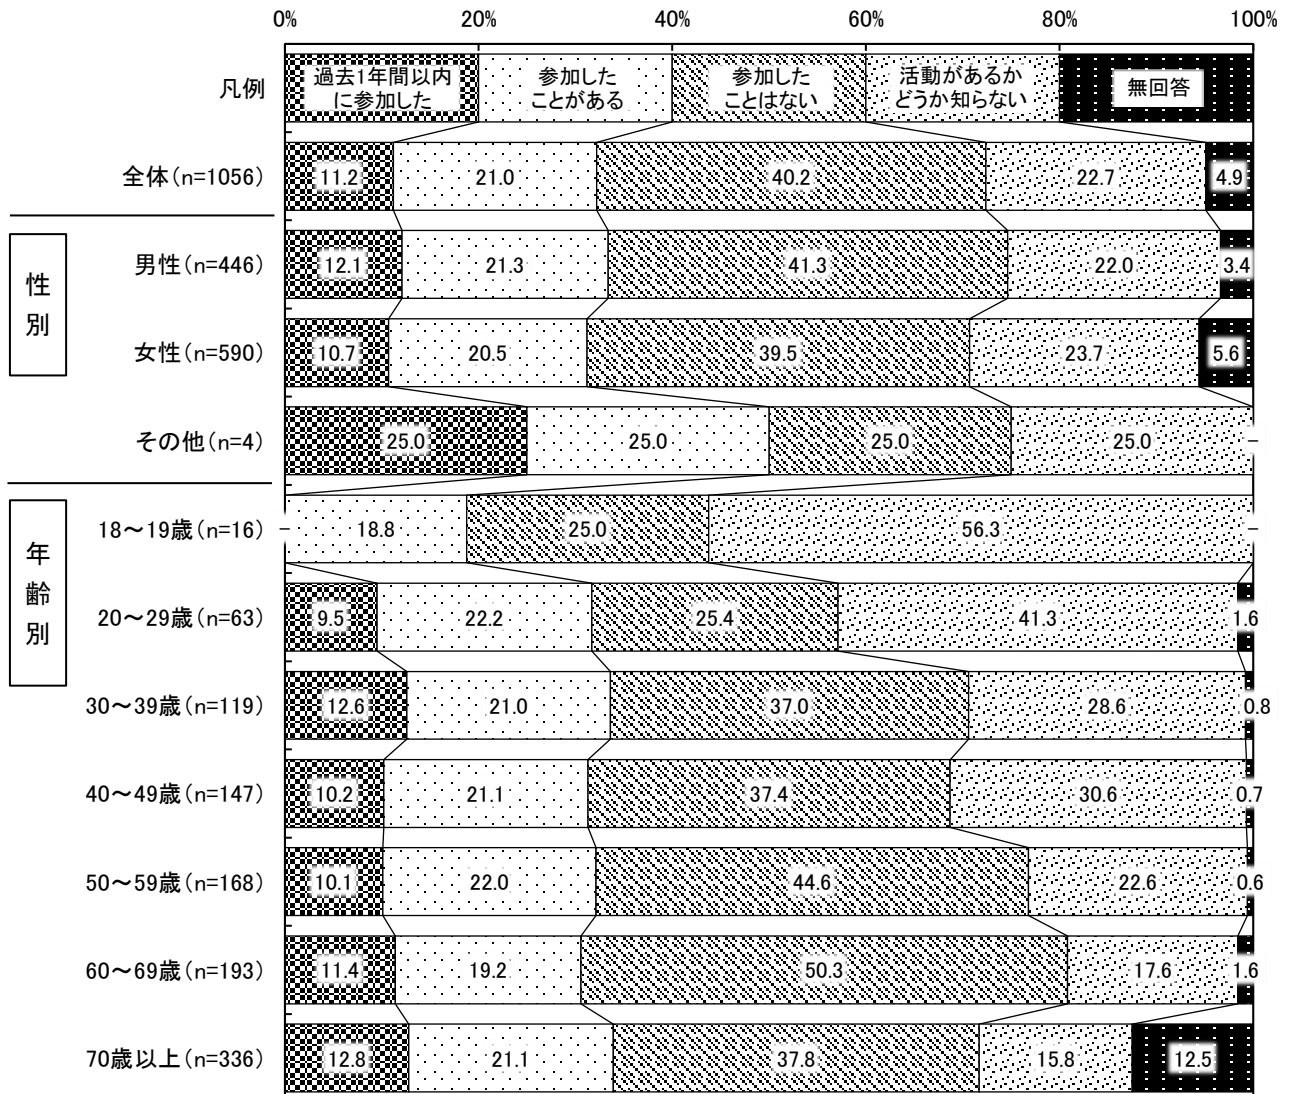 0% 20% 40% 60% 80% 100%
凡例
過去1年間以内
に参加した
参加した
ことがある
参加した
ことはない
活動があるか
どうか知らない
無回答
全体(n=1056) 11.2 21.0 40.2 22.7 4.9
性
別
男性(n=446) 12.1 21.3 41.3 22.0 3.4
女性(n=590) 10.7 20.5 39.5 23.7 5.6
その他(n=4) 25.0 25.0 25.0 25.0 -
年
齢
別
18～19歳(n=16) - 18.8 25.0 56.3 -
20～29歳(n=63) 9.5 22.2 25.4 41.3 1.6
30～39歳(n=119) 12.6 21.0 37.0 28.6 0.8
40～49歳(n=147) 10.2 21.1 37.4 30.6 0.7
50～59歳(n=168) 10.1 22.0 44.6 22.6 0.6
60～69歳(n=193) 11.4 19.2 50.3 17.6 1.6
70歳以上(n=336) 12.8 21.1 37.8 15.8 12.5